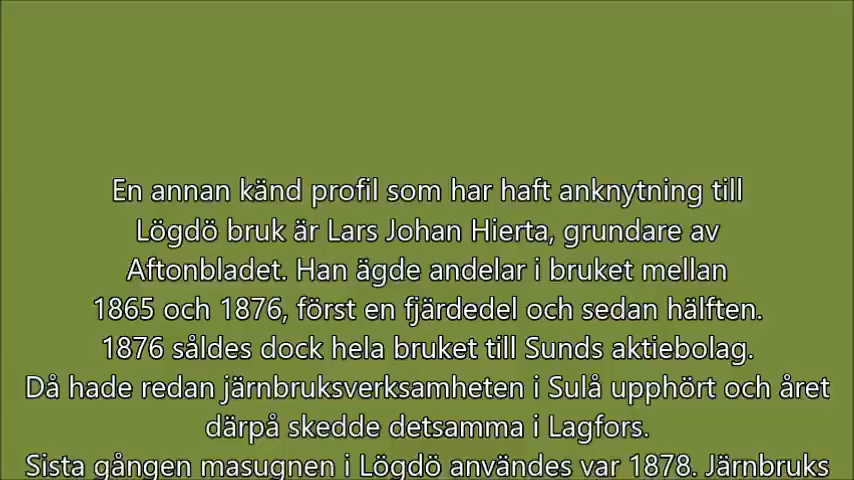 En annan känd profil som har haft anknytning till
Lögdö bruk är Lars Johan Hierta, grundare av
Aftonbladet. Han ägde andelar i bruket mellan
1865 och 1876, först en fjärdedel och sedan hälften.
1876 såldes dock hela bruket till Sunds aktiebolag.
Då hade redan järnbruksverksamheten i Sulå upphört och året
därpå skedde detsamma i Lagfors.
Sista gången masugnen i Lögdö användes var 1878. Järnbruks